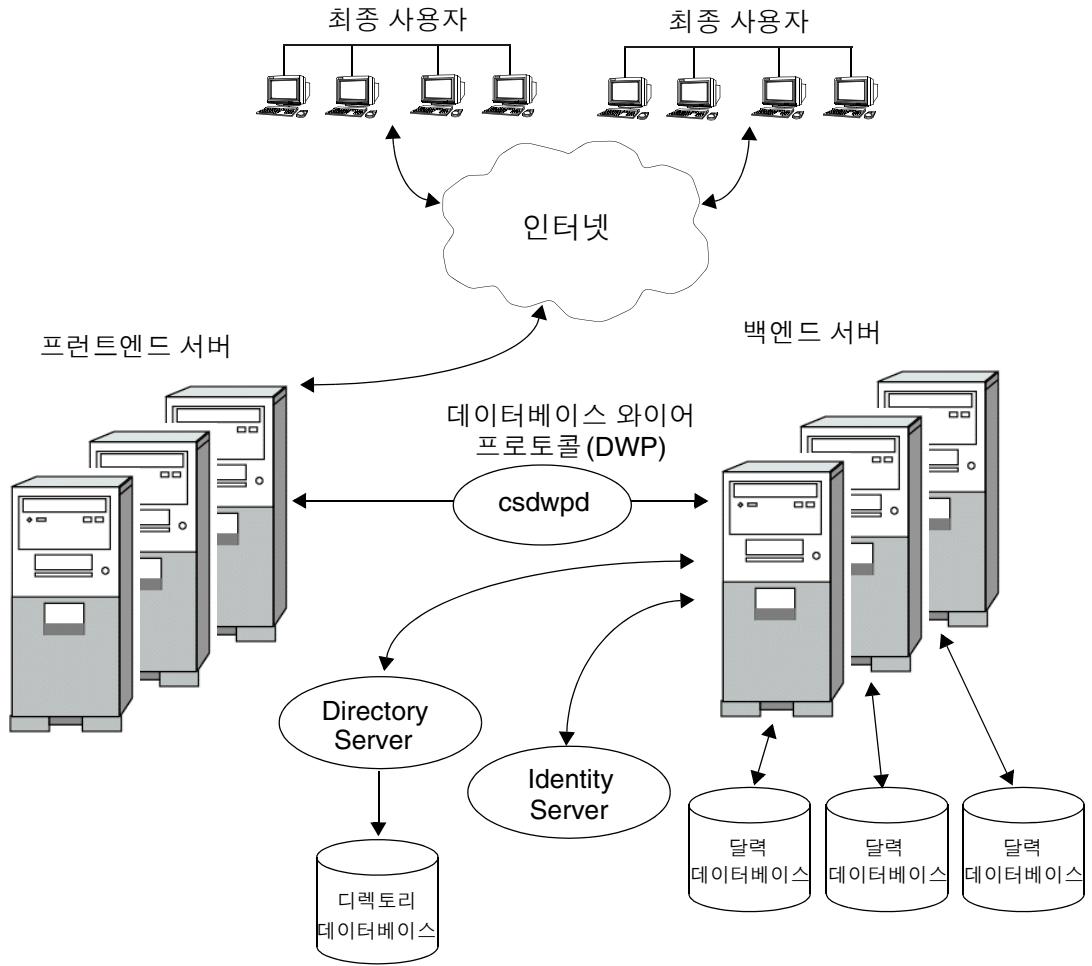 최종 사용자
최종 사용자
인터넷
프런트엔드 서버
백엔드 서버
데이터베이스 와이어
프로토콜(DWP)
csdwpd
Directory
Server
Identity
Server
디렉토리
데이터베이스
달력
데이터베이스
달력
데이터베이스
달력
데이터베이스